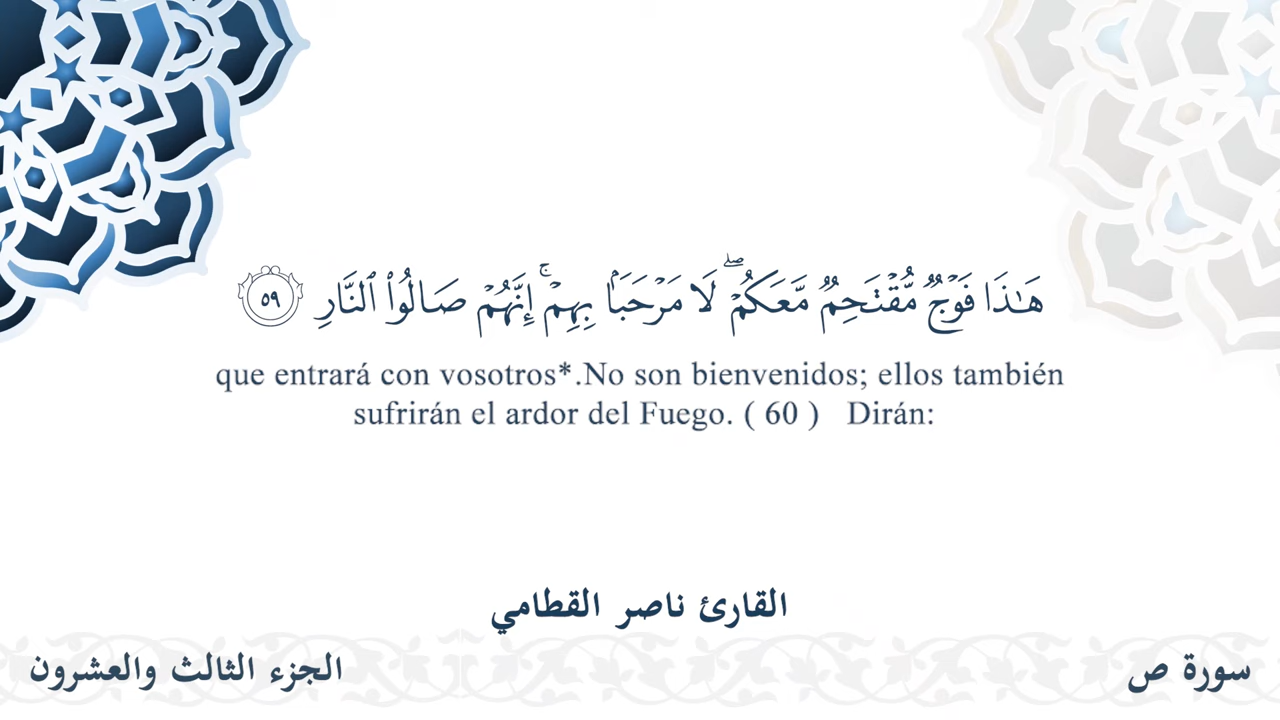 هَـٰذَا فَوْجٌ مُّقْتَحِمٌ مَّعَكُمْ ۖ لَا مَرْحَبًا بِهِمْ ۚ إِنَّهُمْ صَالُوا۟ ٱلنَّارِ ٥٩
que entrará con vosotros*.No son bienvenidos; ellos también
sufrirán el ardor del Fuego. ( 60 ) Dirán:
القارئ ناصر القطامي
سورة ص
الجزء الثالث والعشرون